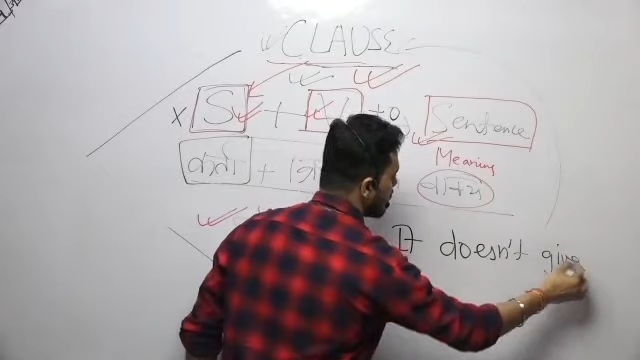 CLAUSE
x S + V + o Sentence
Meaning
कर्ता + वाक्य
It doesn't give